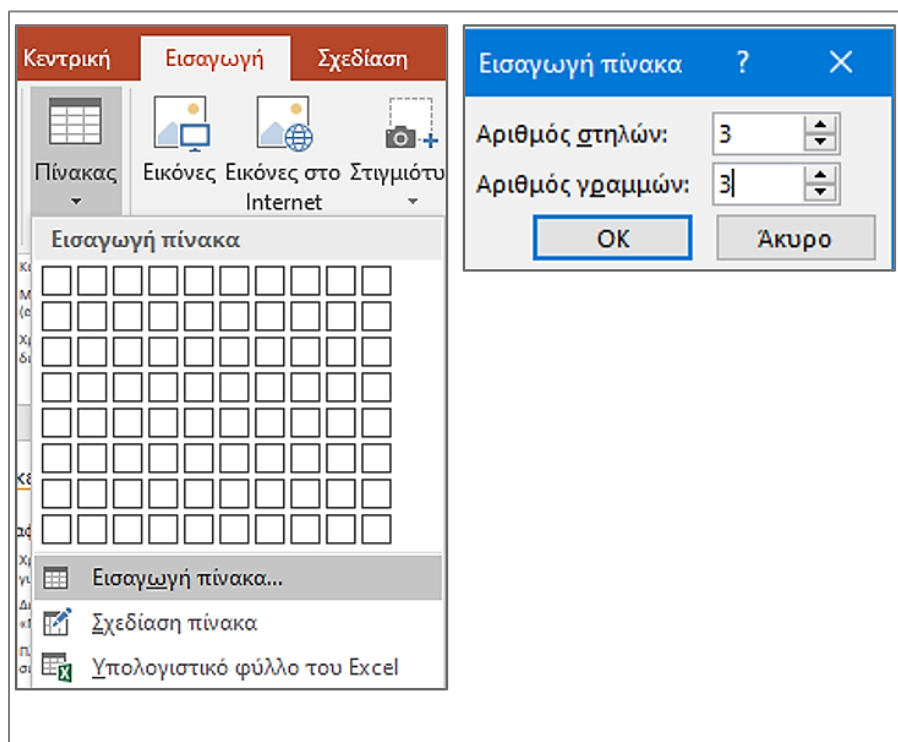 Κεντρική Εισαγωγή Σχεδίαση
Πίνακας Εικόνες Εικόνες στο Στιγμιότυ
Internet
Εισαγωγή πίνακα
Εισαγωγή πίνακα...
Σχεδίαση πίνακα
Υπολογιστικό φύλλο του Excel
Εισαγωγή πίνακα ? ×
Αριθμός στηλών: 3
Αριθμός γραμμών: 3
OK Άκυρο